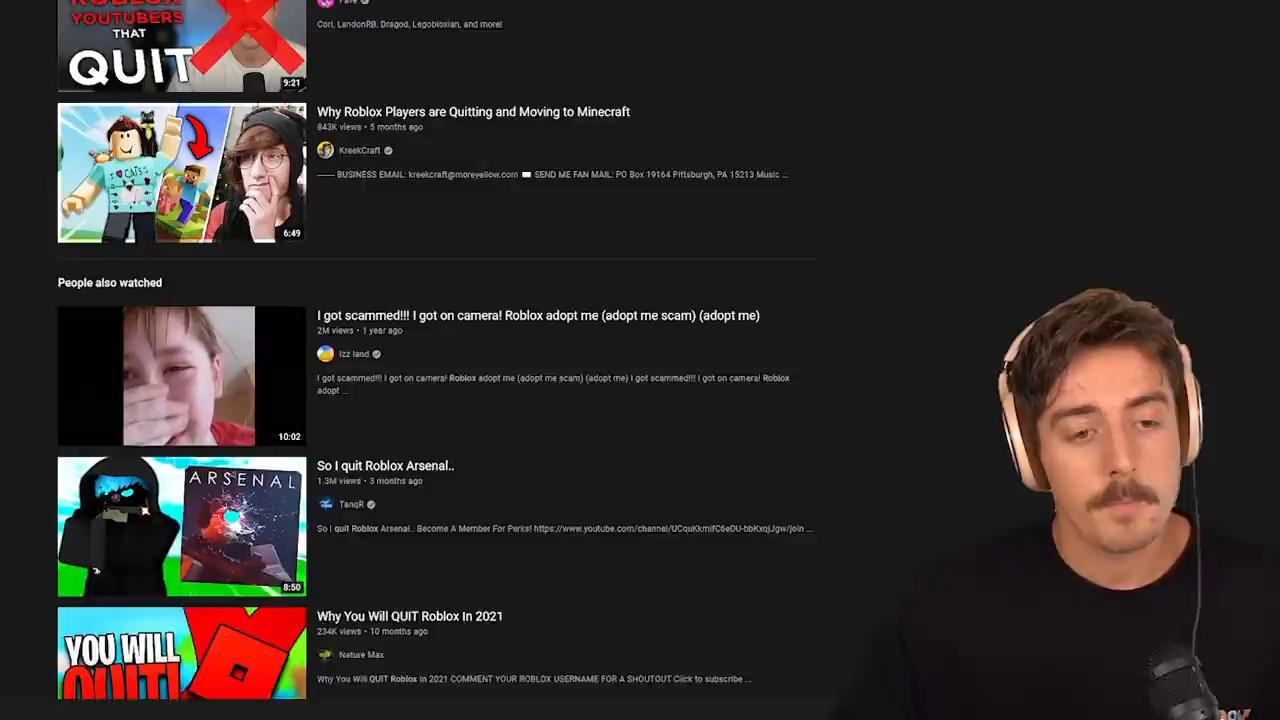 ROBLOX
YOUTUBERS
THAT
QUIT
9:21
Corl, LandonRB, Dragod, Legobloxian, and more!
Why Roblox Players are Quitting and Moving to Minecraft
843K views • 5 months ago
KreekCraft
I ♥ CATS
—— BUSINESS EMAIL: kreekcraft@moreyellow.com ✉ SEND ME FAN MAIL: PO Box 19164 Pittsburgh, PA 15213 Music ...
6:49
People also watched
I got scammed!!! I got on camera! Roblox adopt me (adopt me scam) (adopt me)
2M views • 1 year ago
Izz land
I got scammed!!! I got on camera! Roblox adopt me (adopt me scam) (adopt me) I got scammed!!! I got on camera! Roblox
adopt ...
10:02
So I quit Roblox Arsenal..
1.3M views • 3 months ago
ARSENAL
TanqR
So I quit Roblox Arsenal.. Become A Member For Perks! https://www.youtube.com/channel/UCquKkmifC6eDU-bbKxqjJgw/join ...
8:50
Why You Will QUIT Roblox In 2021
234K views • 10 months ago
YOU WILL
QUIT!
Nature Max
Why You Will QUIT Roblox In 2021 COMMENT YOUR ROBLOX USERNAME FOR A SHOUTOUT Click to subscribe ...